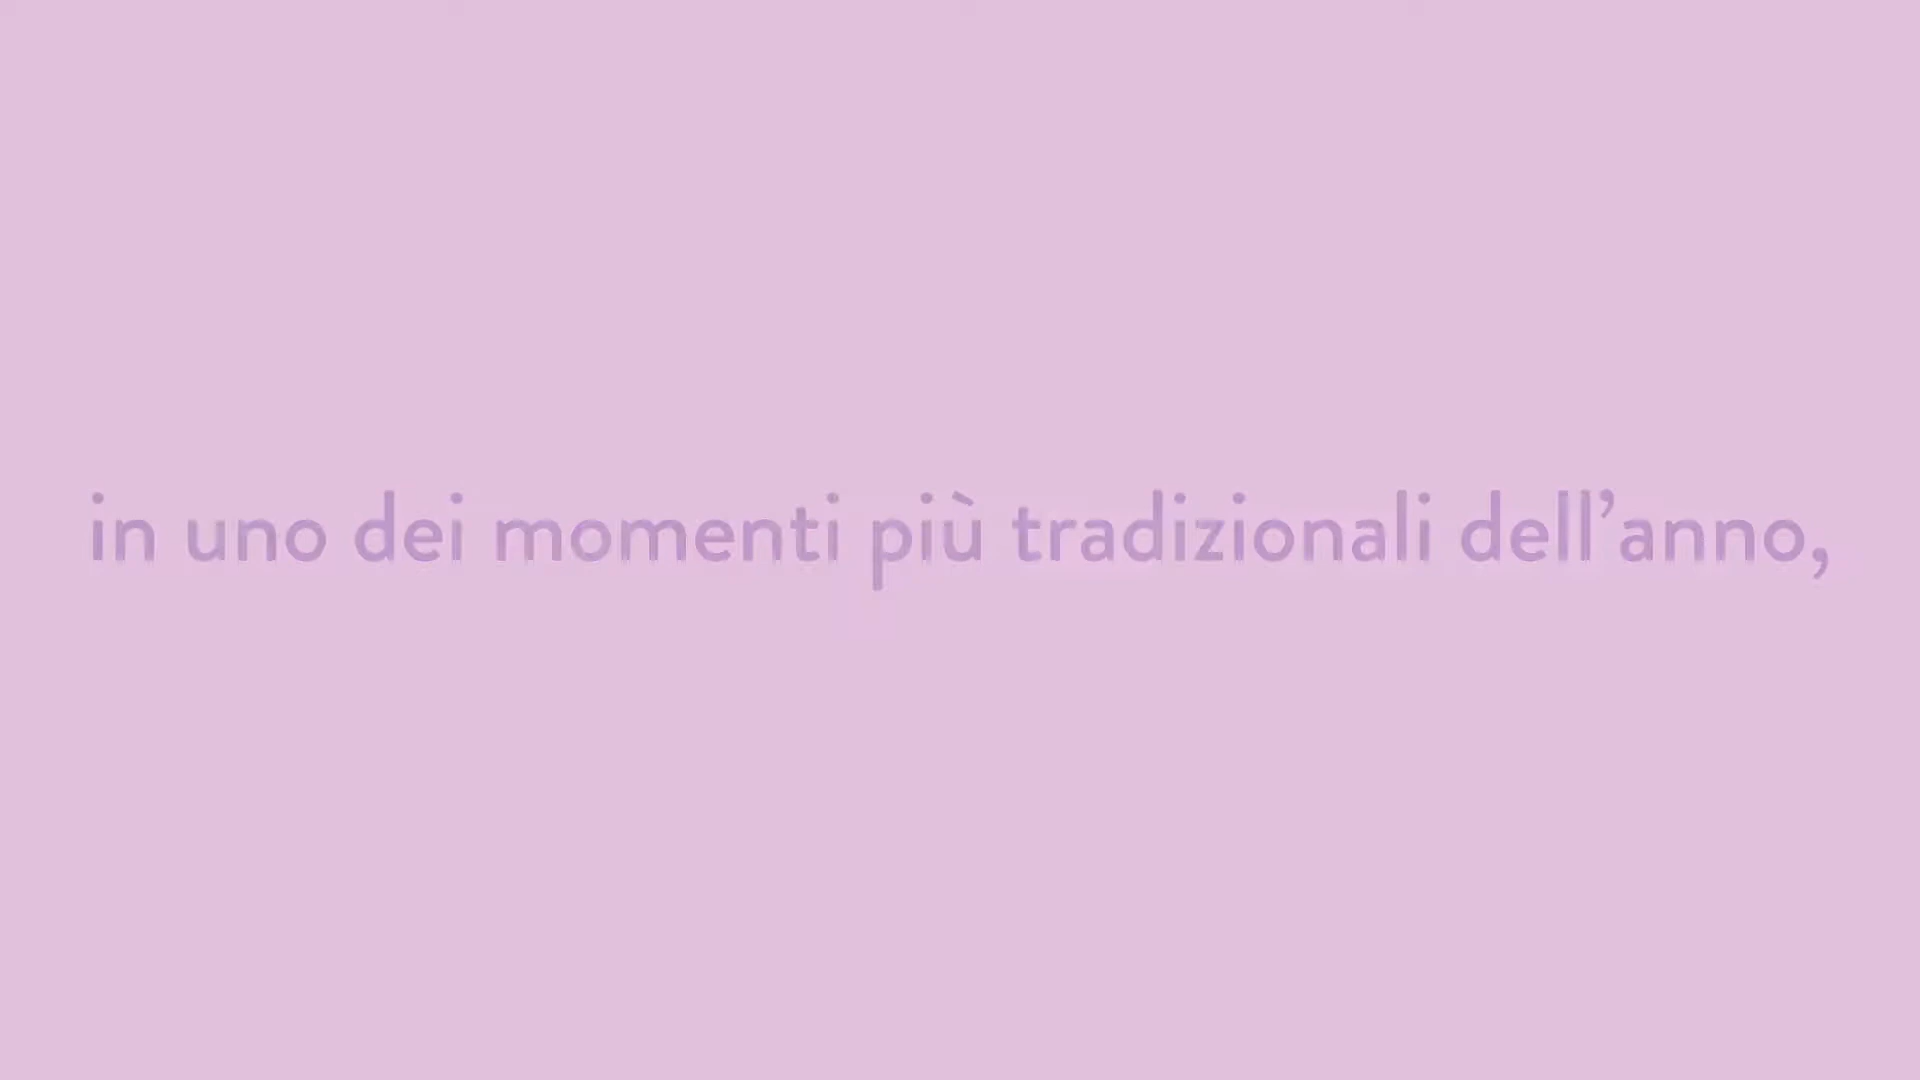 in uno dei momenti più tradizionali dell’anno,